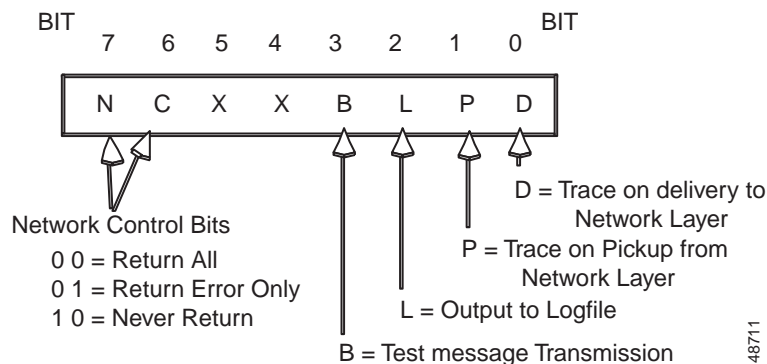 BIT 7 6 5 4 3 2 1 0 BIT
N C X X B L P D
D = Trace on delivery to
Network Layer
Network Control Bits
P = Trace on Pickup from
Network Layer
0 0 = Return All
0 1 = Return Error Only
L = Output to Logfile
1 0 = Never Return
B = Test message Transmission
48711